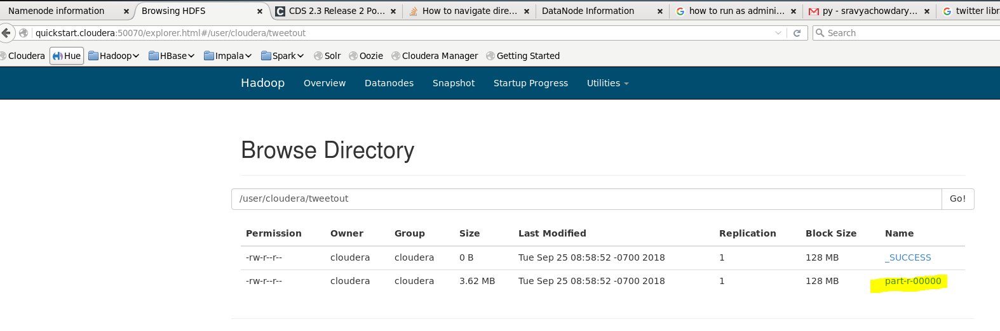 Namenode information × Browsing HDFS × CDS 2.3 Release 2 Po... × How to navigate dire... × DataNode Information × how to run as admini... × py - sravyachowdary... × twitter libr
quickstart.cloudera:50070/explorer.html#/user/cloudera/tweetout Search
Cloudera Hue Hadoop HBase Impala Spark Solr Oozie Cloudera Manager Getting Started
Hadoop Overview Datanodes Snapshot Startup Progress Utilities
Browse Directory
/user/cloudera/tweetout Go!
Permission Owner Group Size Last Modified Replication Block Size Name
-rw-r--r-- cloudera cloudera 0 B Tue Sep 25 08:58:52 -0700 2018 1 128 MB _SUCCESS
-rw-r--r-- cloudera cloudera 3.62 MB Tue Sep 25 08:58:52 -0700 2018 1 128 MB part-r-00000